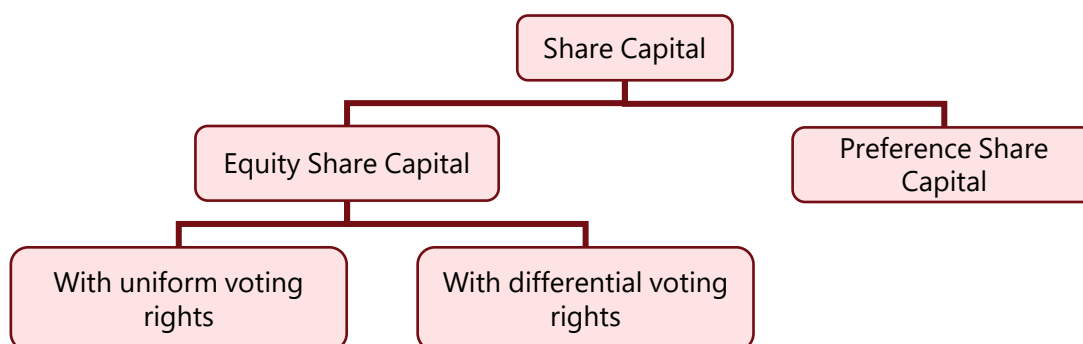 Share Capital
Equity Share Capital
Preference Share
Capital
With uniform voting
rights
With differential voting
rights